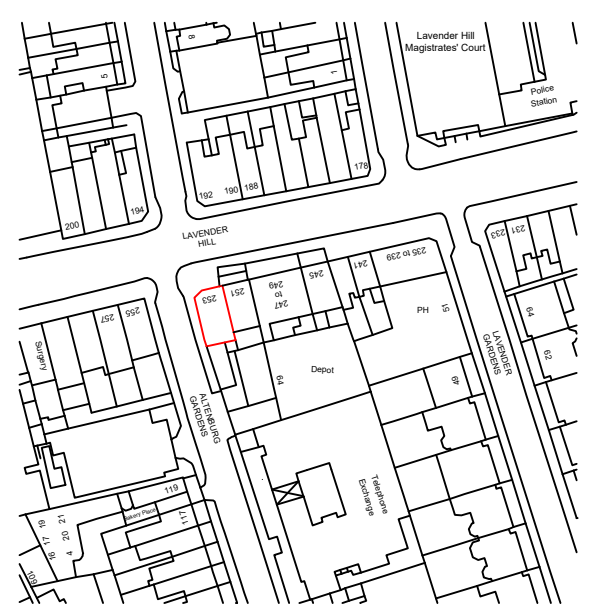 Lavender Hill
Magistrates' Court
Police
Station
8
1
5
178
188
190
192
194
200
LAVENDER
HILL
231
233
235 to 239
241
245
247
to
249
251
253
255
257
Surgery
PH
51
64
62
LAVENDER
GARDENS
Depot
64
49
ALTENBURG
GARDENS
Telephone
Exchange
119
117
Bakery Place
21
19
20
17
4
16
109